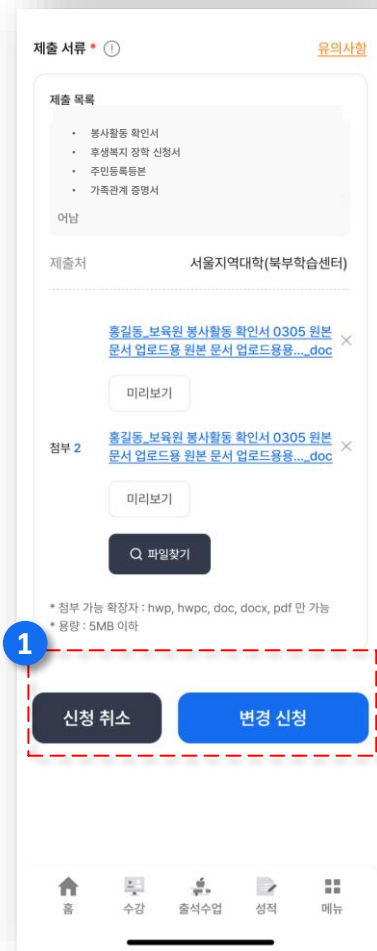 제출 서류 *
유의사항
제출 목록
• 봉사활동 확인서
• 후생복지 장학 신청서
• 주민등록등본
• 가족관계 증명서
어남
제출처 서울지역대학(북부학습센터)
홍길동_보육원 봉사활동 확인서 0305 원본
문서 업로드용 원본 문서 업로드용용..._doc
미리보기
첨부 2
홍길동_보육원 봉사활동 확인서 0305 원본
문서 업로드용 원본 문서 업로드용용..._doc
미리보기
파일찾기
* 첨부 가능 확장자 : hwp, hwpc, doc, docx, pdf 만 가능
* 용량 : 5MB 이하
1
신청 취소 변경 신청
홈 수강 출석수업 성적 메뉴